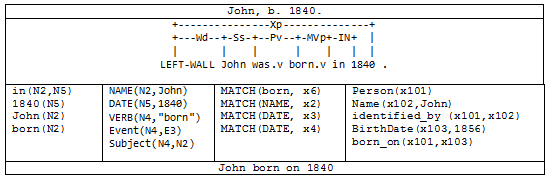 John, b. 1840.
+---------------Xp--------------+
+---Wd--+-Ss-+--Pv--+-MVp+-IN+ |
| | | | | | |
LEFT-WALL John was.v born.v in 1840 .
in(N2,N5)
1840(N5)
John(N2)
born(N2)
NAME(N2,John)
DATE(N5,1840)
VERB(N4,"born")
Event(N4,E3)
Subject(N4,N2)
MATCH(born, x6)
MATCH(NAME, x2)
MATCH(DATE, x3)
MATCH(DATE, x4)
Person(x101)
Name(x102,John)
identified_by (x101,x102)
BirthDate(x103,1856)
born_on(x101,x103)
John born on 1840